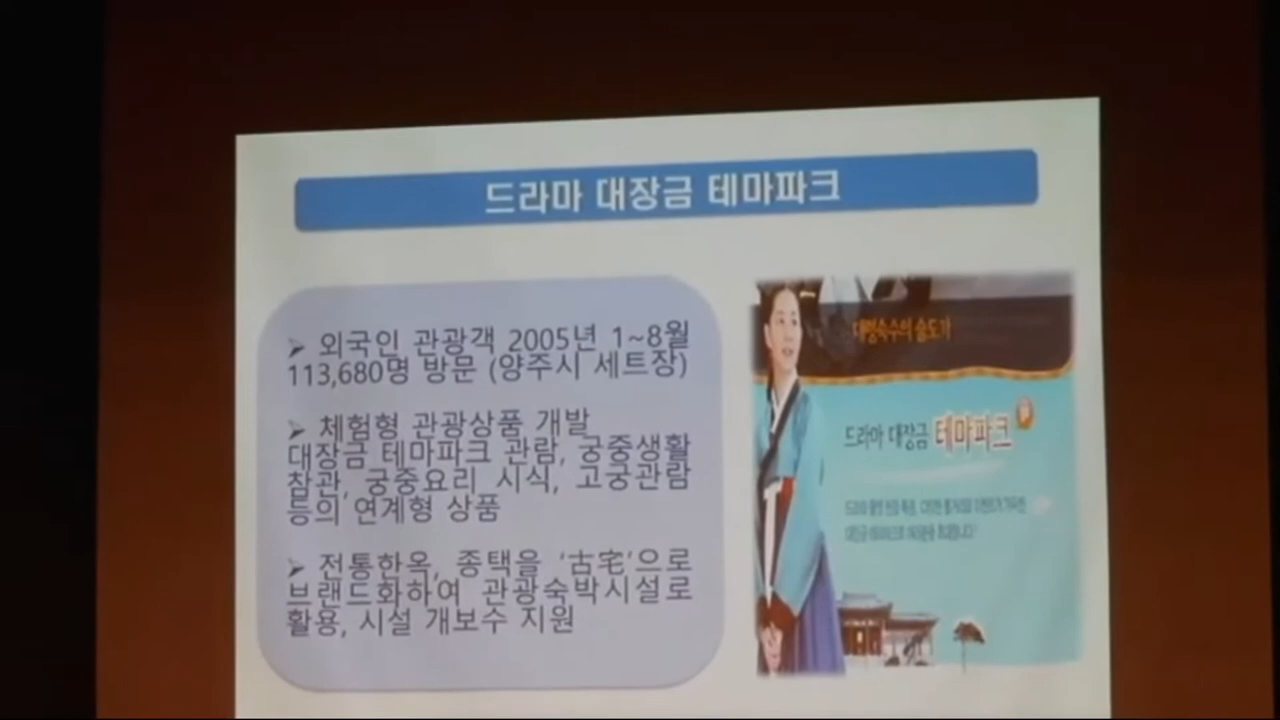 드라마 대장금 테마파크
➢ 외국인 관광객 2005년 1~8월
113,680명 방문 (양주시 세트장)
➢ 체험형 관광상품 개발
대장금 테마파크 관람, 궁중생활
참관, 궁중요리 시식, 고궁관람
등의 연계형 상품
➢ 전통한옥, 종택을 ‘古宅’으로
브랜드화하여 관광숙박시설로
활용, 시설 개보수 지원
드라마 대장금 테마파크